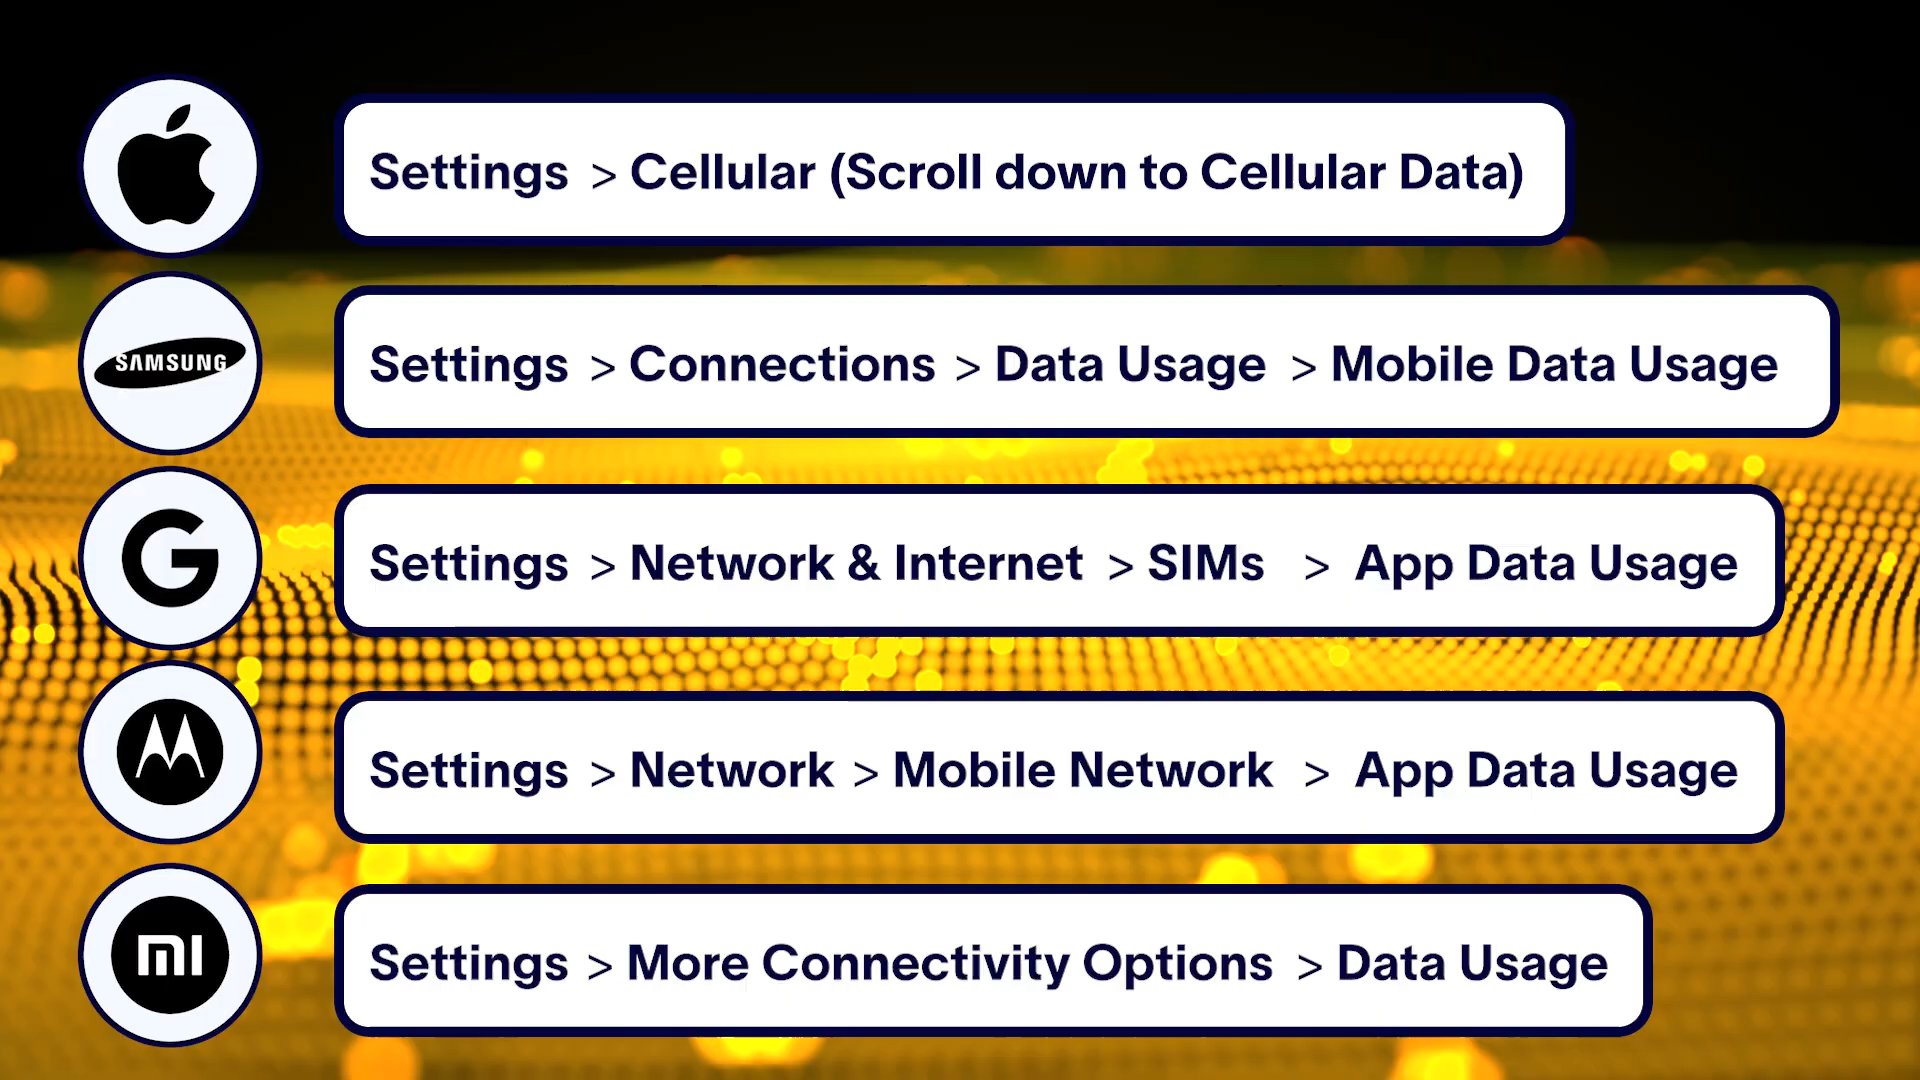 Settings > Cellular (Scroll down to Cellular Data)
SAMSUNG
Settings > Connections > Data Usage > Mobile Data Usage
G
Settings > Network & Internet > SIMs > App Data Usage
Settings > Network > Mobile Network > App Data Usage
MI
Settings > More Connectivity Options > Data Usage